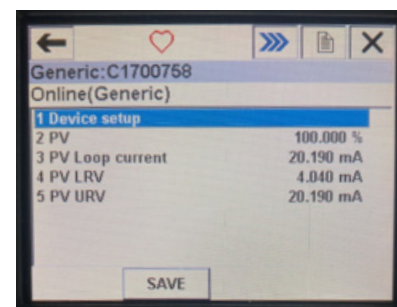 Generic:C1700758
Online(Generic)
1 Device setup
2 PV 100.000 %
3 PV Loop current 20.190 mA
4 PV LRV 4.040 mA
5 PV URV 20.190 mA
SAVE